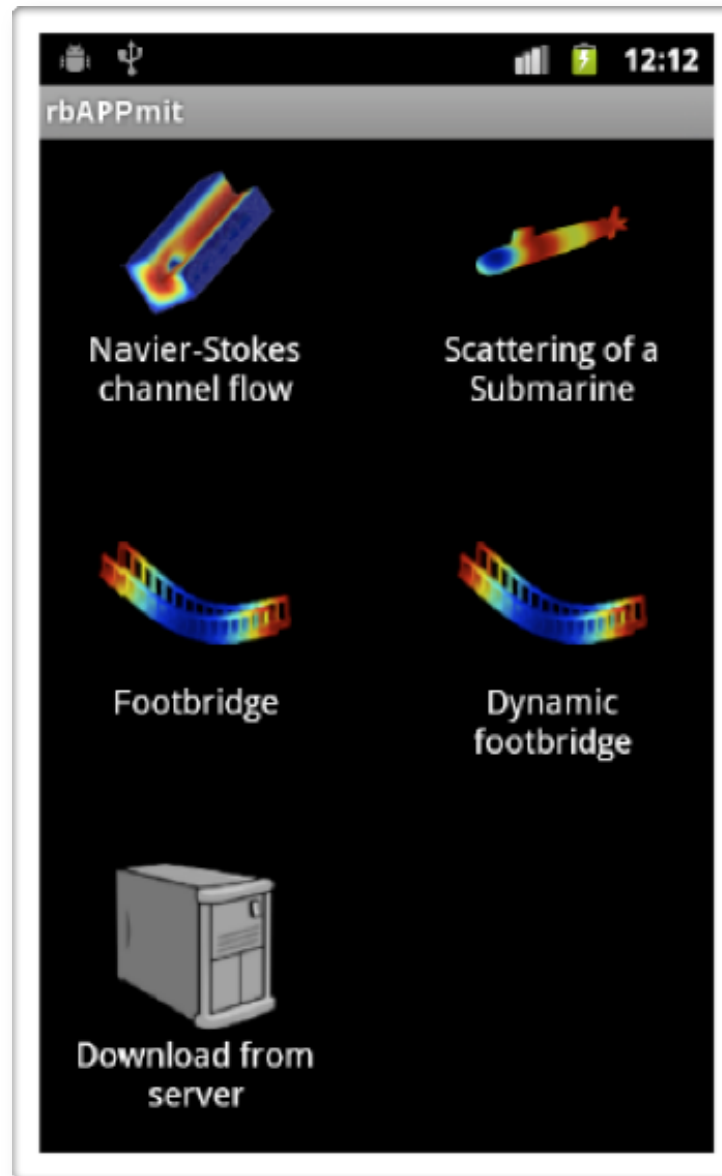 12:12
rbAPPmit
Navier-Stokes
channel flow
Scattering of a
Submarine
Footbridge
Dynamic
footbridge
Download from
server